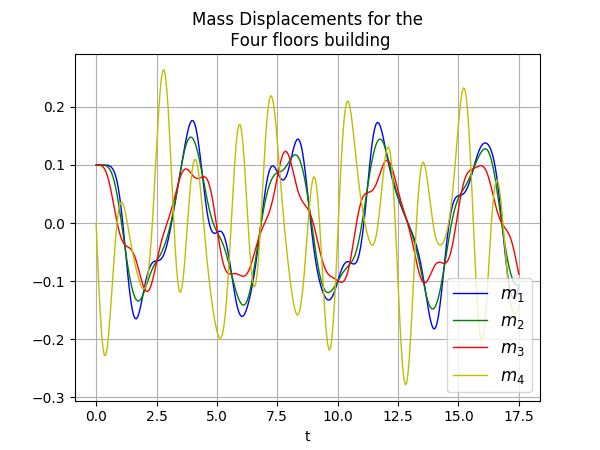 Mass Displacements for the
Four floors building
0.2
0.1
0.0
−0.1
−0.2
−0.3
0.0 2.5 5.0 7.5 10.0 12.5 15.0 17.5
t
m₁
m₂
m₃
m₄